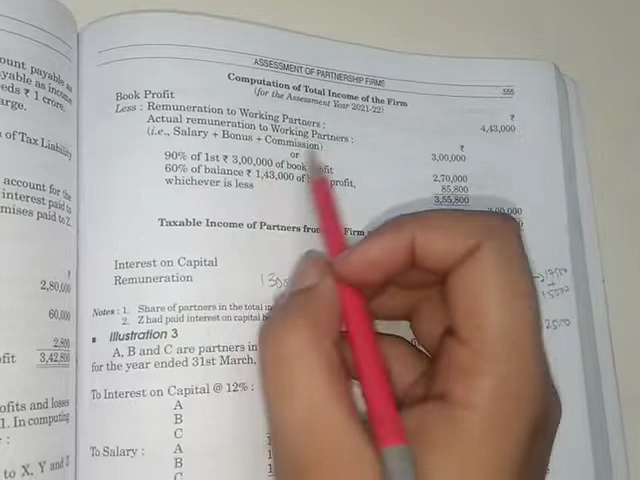 ount payable as
ayable as income
eeds ₹ 1 crore.
arge.
n of Tax Liability
account for the
interest paid to
mises paid to Z.
₹
2,80,000
60,000
2,800
ofit 3,42,800
ofits and losses
1. In computing
:
to X, Y and Z
ASSESSMENT OF PARTNERSHIP FIRMS 555
Computation of Total Income of the Firm
(for the Assessment Year 2021-22)
₹
Book Profit 4,43,000
Less : Remuneration to Working Partners :
Actual remuneration to Working Partners :
(i.e., Salary + Bonus + Commission) ₹
3,00,000
or
90% of 1st ₹ 3,00,000 of book profit 2,70,000
60% of balance ₹ 1,43,000 of profit, 85,800
whichever is less 3,55,800
Taxable Income of Partners from Firm
Interest on Capital
Remuneration
Notes : 1. Share of partners in the total in
2. Z had paid interest on capital
■ Illustration 3
A, B and C are partners in
for the year ended 31st March,
To Interest on Capital @ 12% :
A
B
C
To Salary : A
B
C